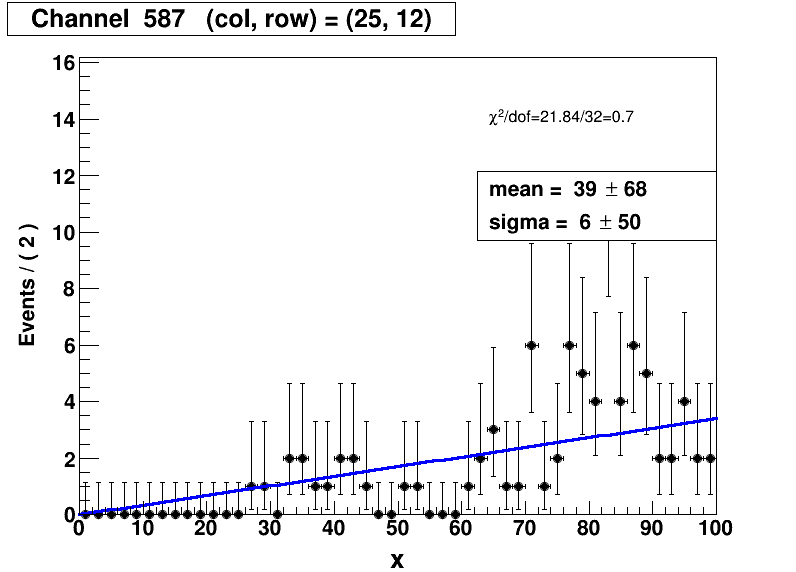 Channel  587   (col, row) = (25, 12)
16
14
12
10
8
6
4
2
0
Events / ( 2 )
χ²/dof=21.84/32=0.7
mean =  39 ± 68
sigma =  6 ± 50
0 10 20 30 40 50 60 70 80 90 100
x